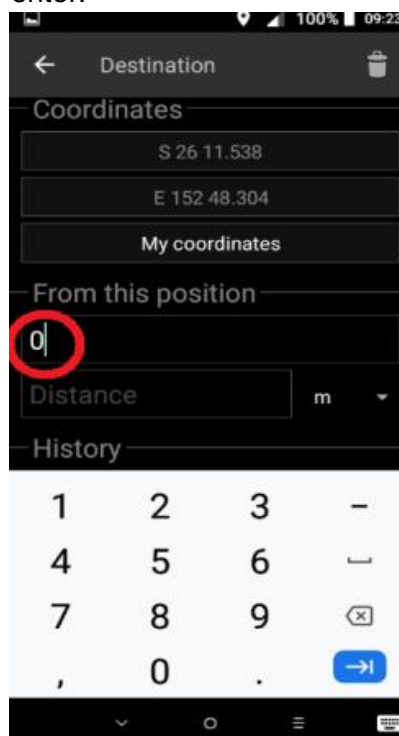 enter.
100% 09:23
Destination
Coordinates
S 26 11.538
E 152 48.304
My coordinates
From this position
0
Distance m
History
1 2 3 -
4 5 6
7 8 9
, 0 .